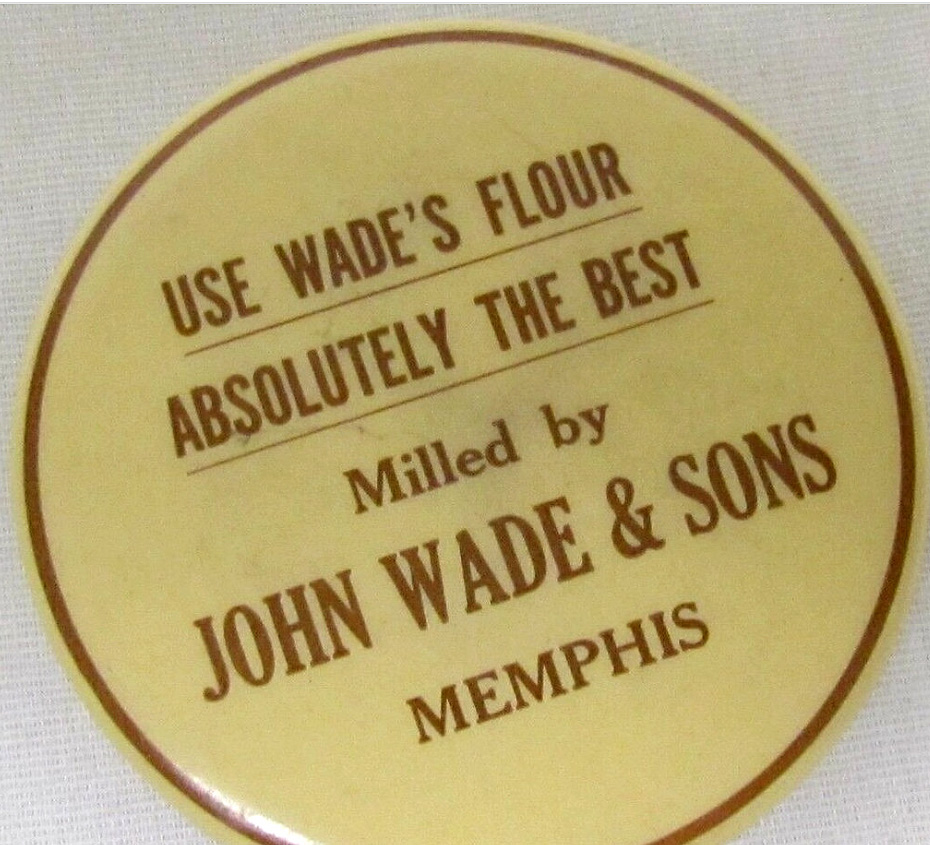 USE WADE'S FLOUR
ABSOLUTELY THE BEST
Milled by
JOHN WADE & SONS
MEMPHIS